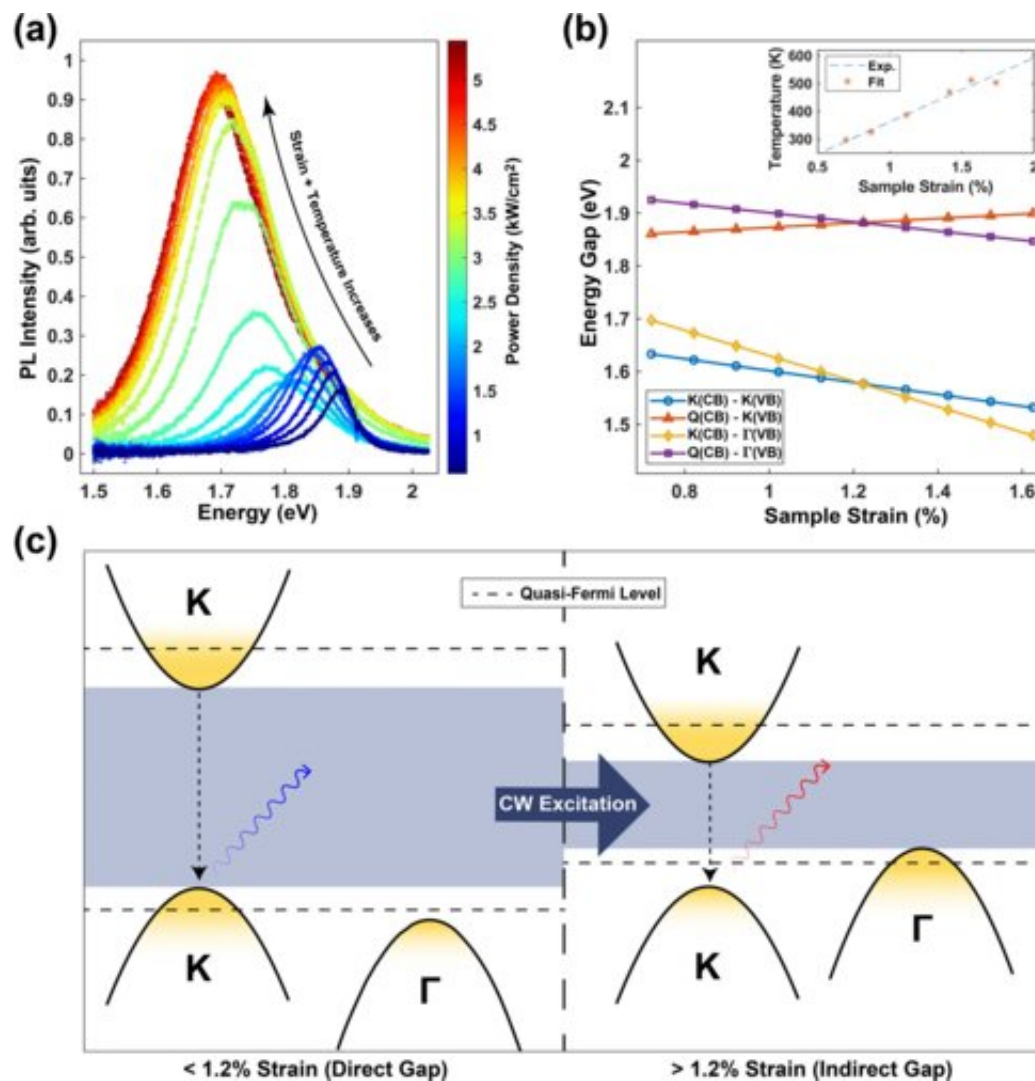 (a)
1
0.9
0.8
0.7
0.6
0.5
0.4
0.3
0.2
0.1
0
PL Intensity (arb. uits)
1.5
1.6
1.7
1.8
1.9
2
Energy (eV)
Strain + Temperature Increases
5
4.5
4
3.5
3
2.5
2
1.5
1
Power Density (kW/cm²)
(b)
2.1
2
1.9
1.8
1.7
1.6
1.5
Energy Gap (eV)
0.8
1
1.2
1.4
1.6
Sample Strain (%)
K(CB) - K(VB)
Q(CB) - K(VB)
K(CB) - Γ(VB)
Q(CB) - Γ(VB)
600
500
400
300
Temperature (K)
Exp.
Fit
0.5
1
1.5
2
Sample Strain (%)
(c)
Quasi-Fermi Level
K
K
CW Excitation
K
Γ
K
Γ
< 1.2% Strain (Direct Gap)
> 1.2% Strain (Indirect Gap)